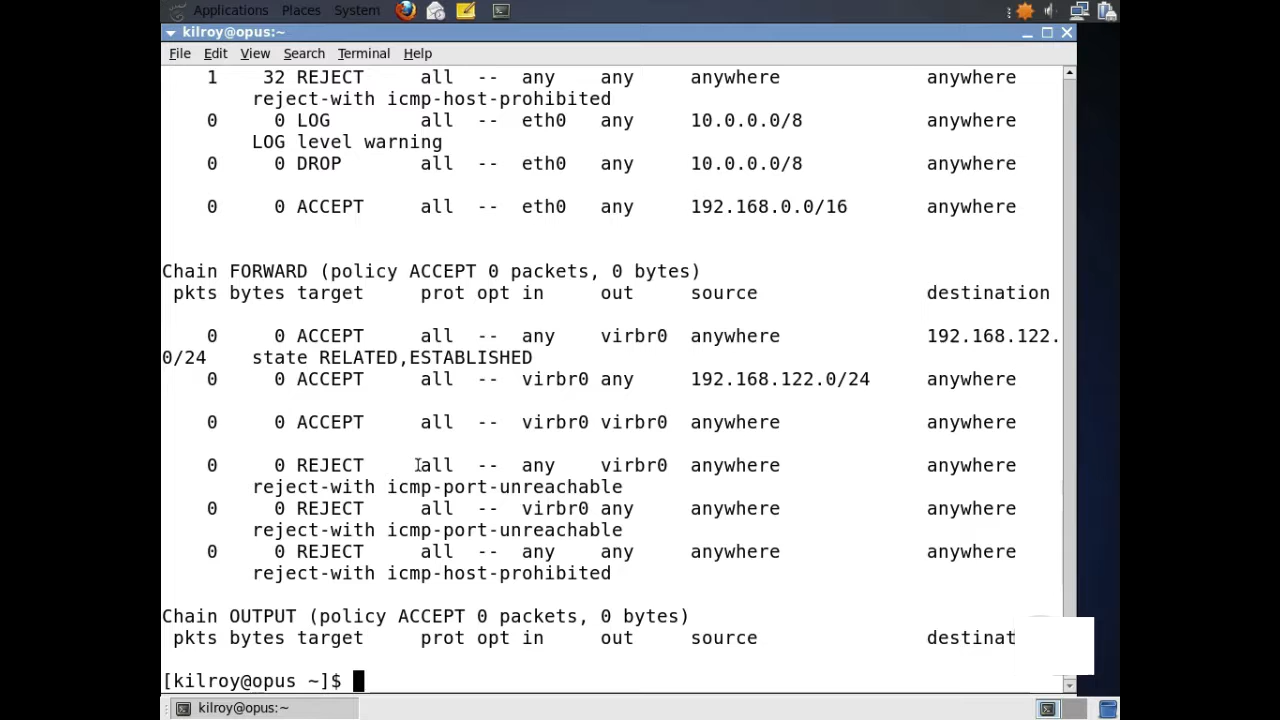 Applications Places System
kilroy@opus:~
File Edit View Search Terminal Help
1 32 REJECT all -- any any anywhere anywhere
reject-with icmp-host-prohibited
0 0 LOG all -- eth0 any 10.0.0.0/8 anywhere
LOG level warning
0 0 DROP all -- eth0 any 10.0.0.0/8 anywhere
0 0 ACCEPT all -- eth0 any 192.168.0.0/16 anywhere
Chain FORWARD (policy ACCEPT 0 packets, 0 bytes)
pkts bytes target prot opt in out source destination
0 0 ACCEPT all -- any virbr0 anywhere 192.168.122.
0/24 state RELATED,ESTABLISHED
0 0 ACCEPT all -- virbr0 any 192.168.122.0/24 anywhere
0 0 ACCEPT all -- virbr0 virbr0 anywhere anywhere
0 0 REJECT all -- any virbr0 anywhere anywhere
reject-with icmp-port-unreachable
0 0 REJECT all -- virbr0 any anywhere anywhere
reject-with icmp-port-unreachable
0 0 REJECT all -- any any anywhere anywhere
reject-with icmp-host-prohibited
Chain OUTPUT (policy ACCEPT 0 packets, 0 bytes)
pkts bytes target prot opt in out source destinat
[kilroy@opus ~]$
kilroy@opus:~